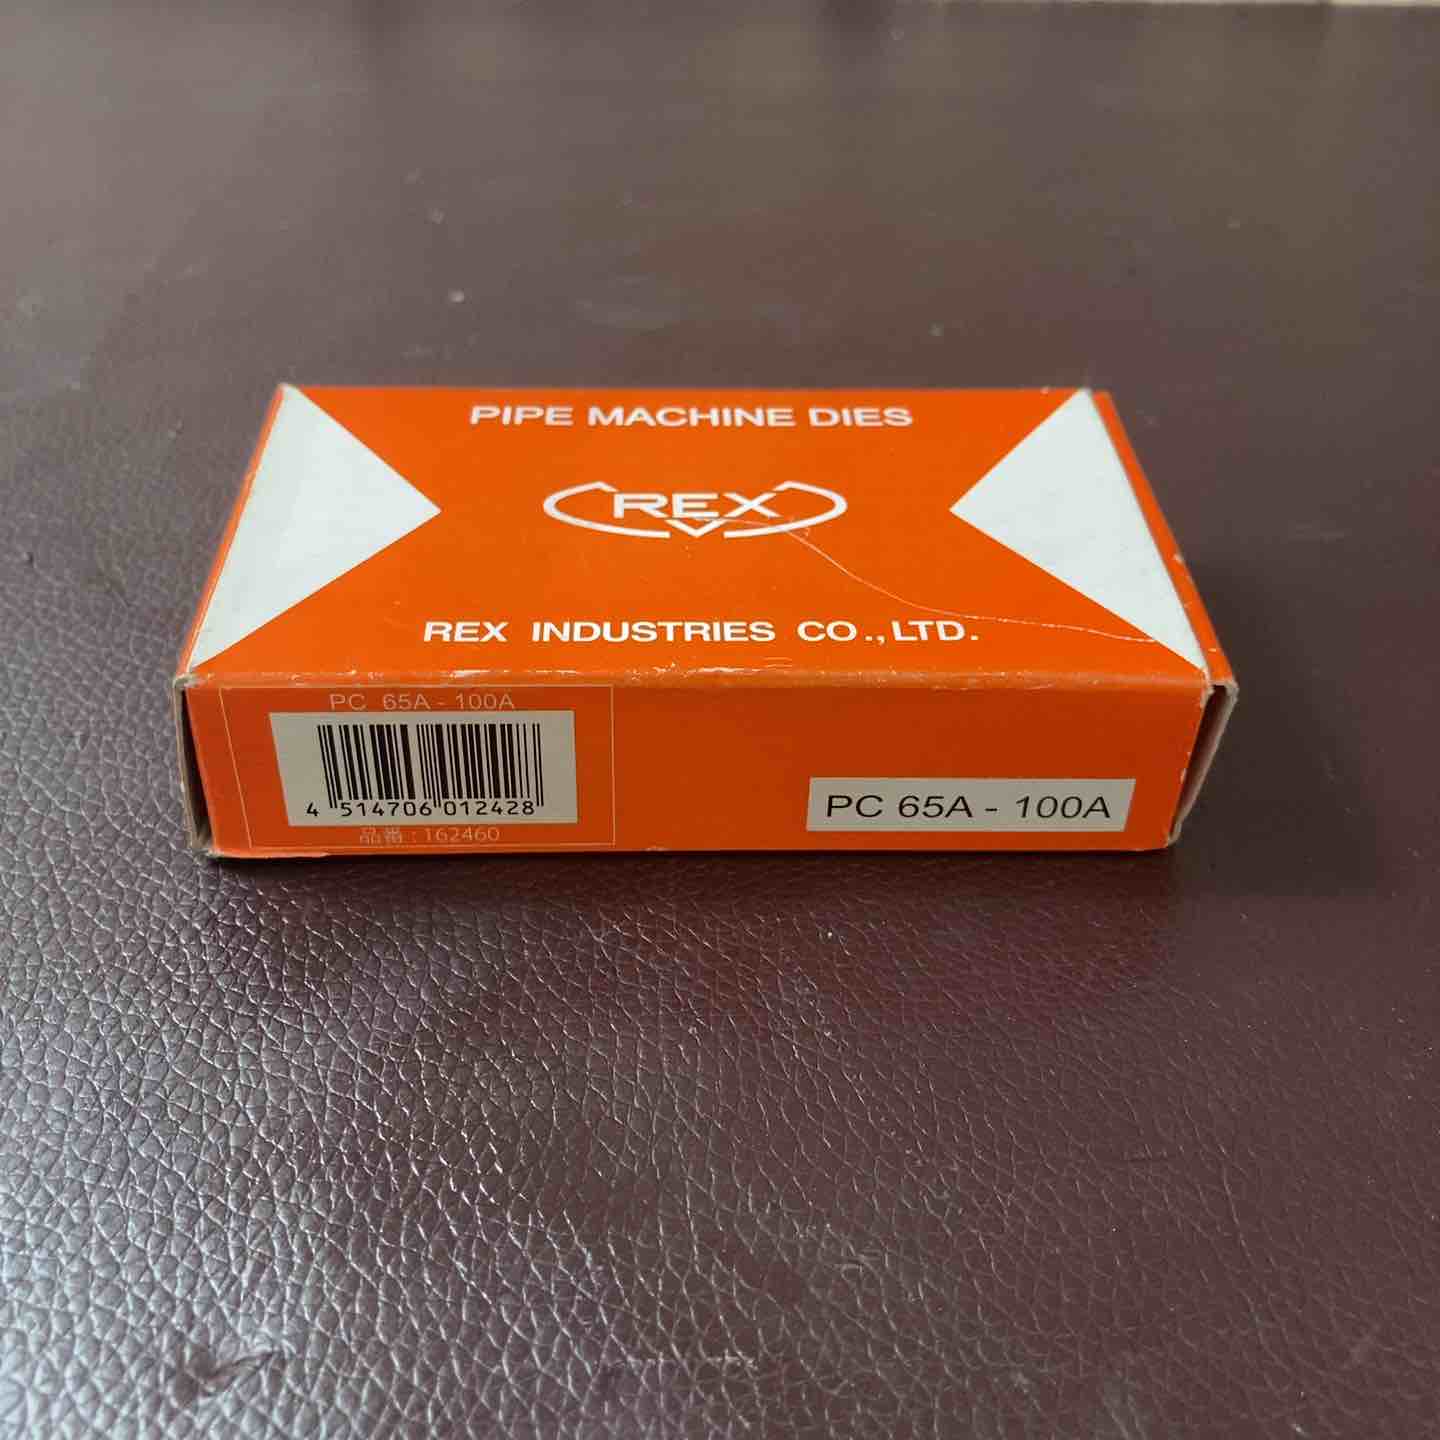 PIPE MACHINE DIES
REX
REX INDUSTRIES CO.,LTD.
PC 65A - 100A
4 514706 012428
品番 : 162460
PC 65A - 100A